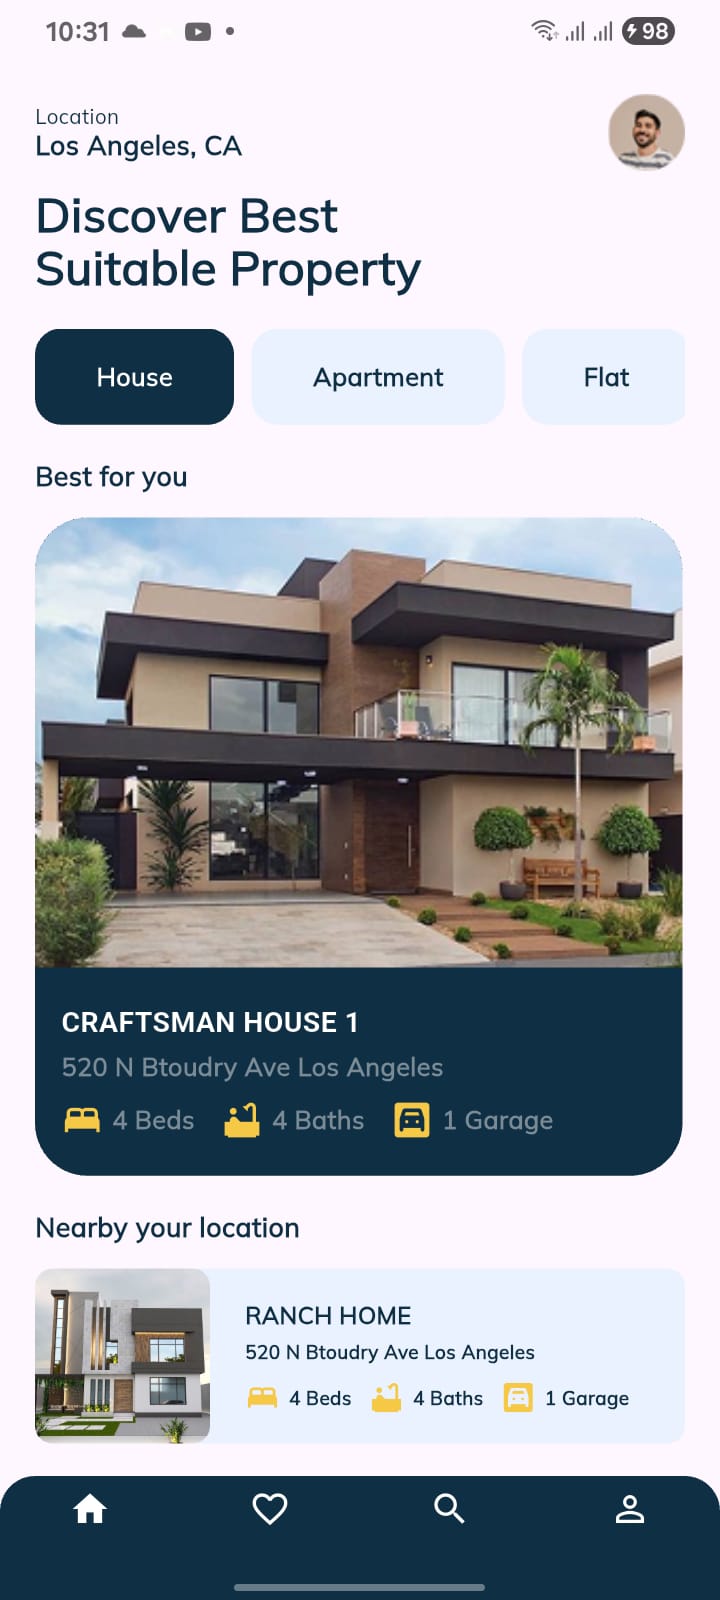 10:31
98
Location
Los Angeles, CA
Discover Best
Suitable Property
House
Apartment
Flat
Best for you
CRAFTSMAN HOUSE 1
520 N Btoudry Ave Los Angeles
4 Beds
4 Baths
1 Garage
Nearby your location
RANCH HOME
520 N Btoudry Ave Los Angeles
4 Beds
4 Baths
1 Garage